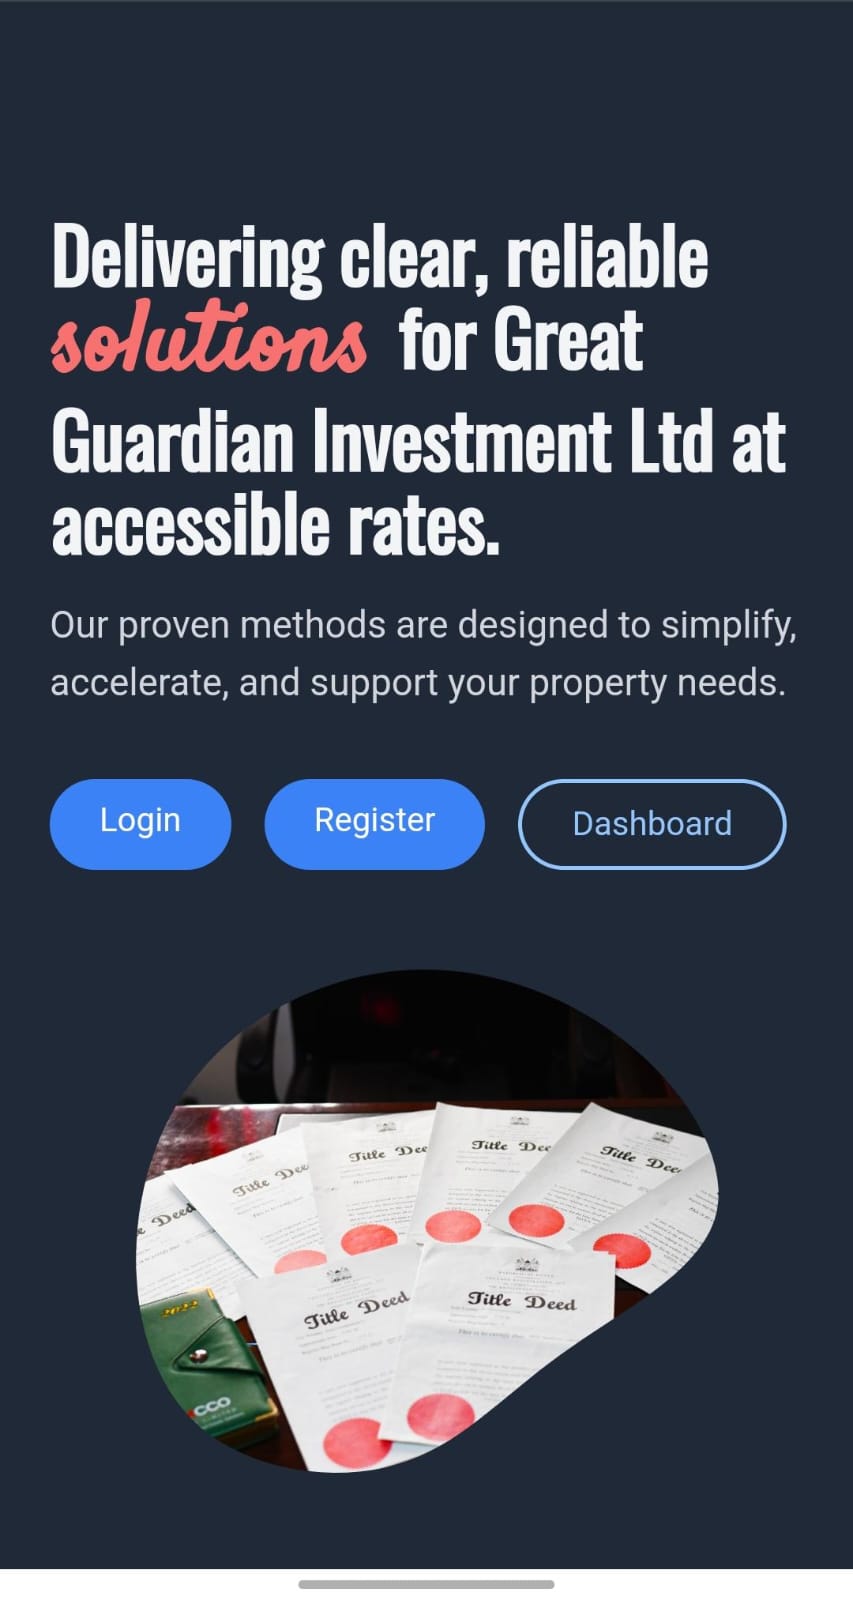 Delivering clear, reliable
solutions for Great
Guardian Investment Ltd at
accessible rates.
Our proven methods are designed to simplify,
accelerate, and support your property needs.
Login
Register
Dashboard
Title Deed
Title Dee
Title Dee
Title Dee
Title Dee
Title Deed
Title Deed
2022
CCO